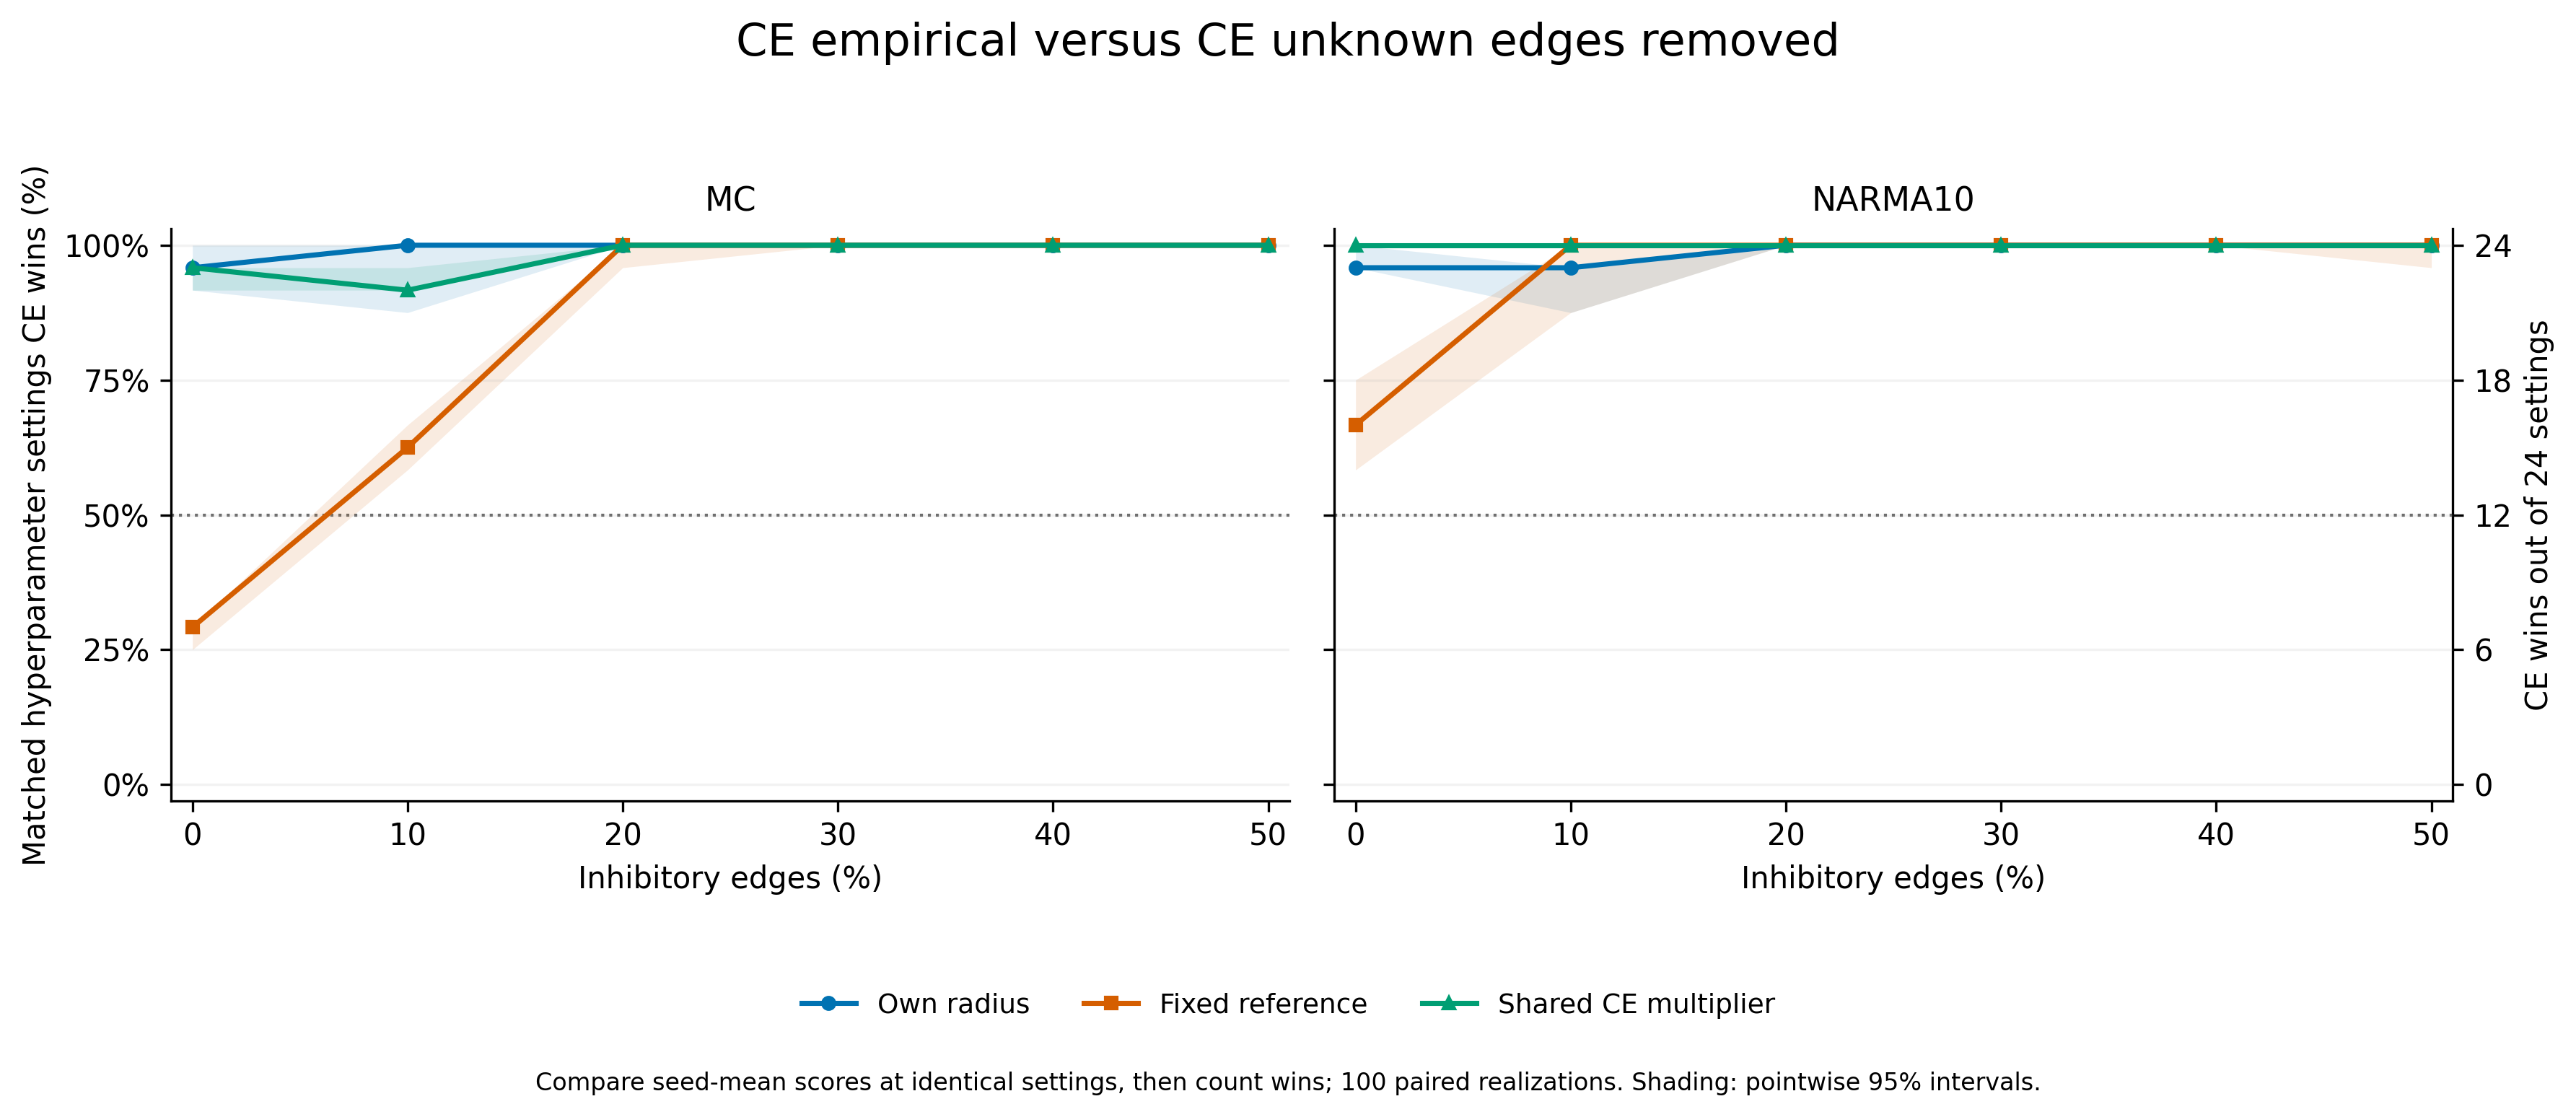 CE empirical versus CE unknown edges removed
MC
NARMA10
Matched hyperparameter settings CE wins (%)
100%
75%
50%
25%
0%
0 10 20 30 40 50
Inhibitory edges (%)
0 10 20 30 40 50
Inhibitory edges (%)
24
18
12
6
0
CE wins out of 24 settings
Own radius Fixed reference Shared CE multiplier
Compare seed-mean scores at identical settings, then count wins; 100 paired realizations. Shading: pointwise 95% intervals.